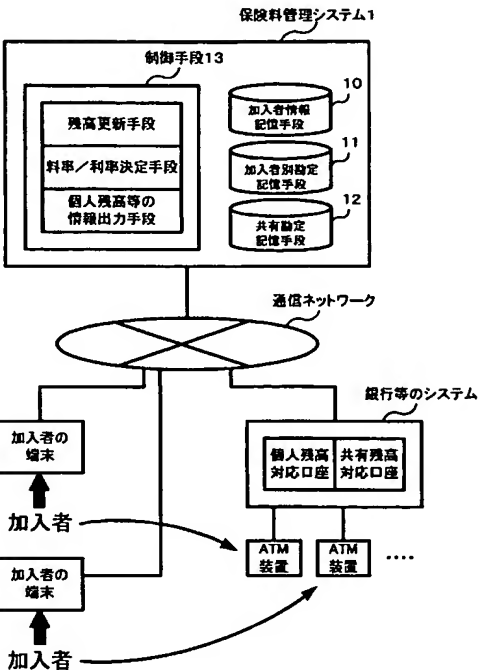 保険料管理システム1
制御手段13
残高更新手段
料率／利率決定手段
個人残高等の
情報出力手段
10
加入者情報
記憶手段
11
加入者別勘定
記憶手段
12
共有勘定
記憶手段
通信ネットワーク
銀行等のシステム
個人残高
対応口座
共有残高
対応口座
加入者の
端末
加入者
ATM
装置
ATM
装置
....
加入者の
端末
加入者